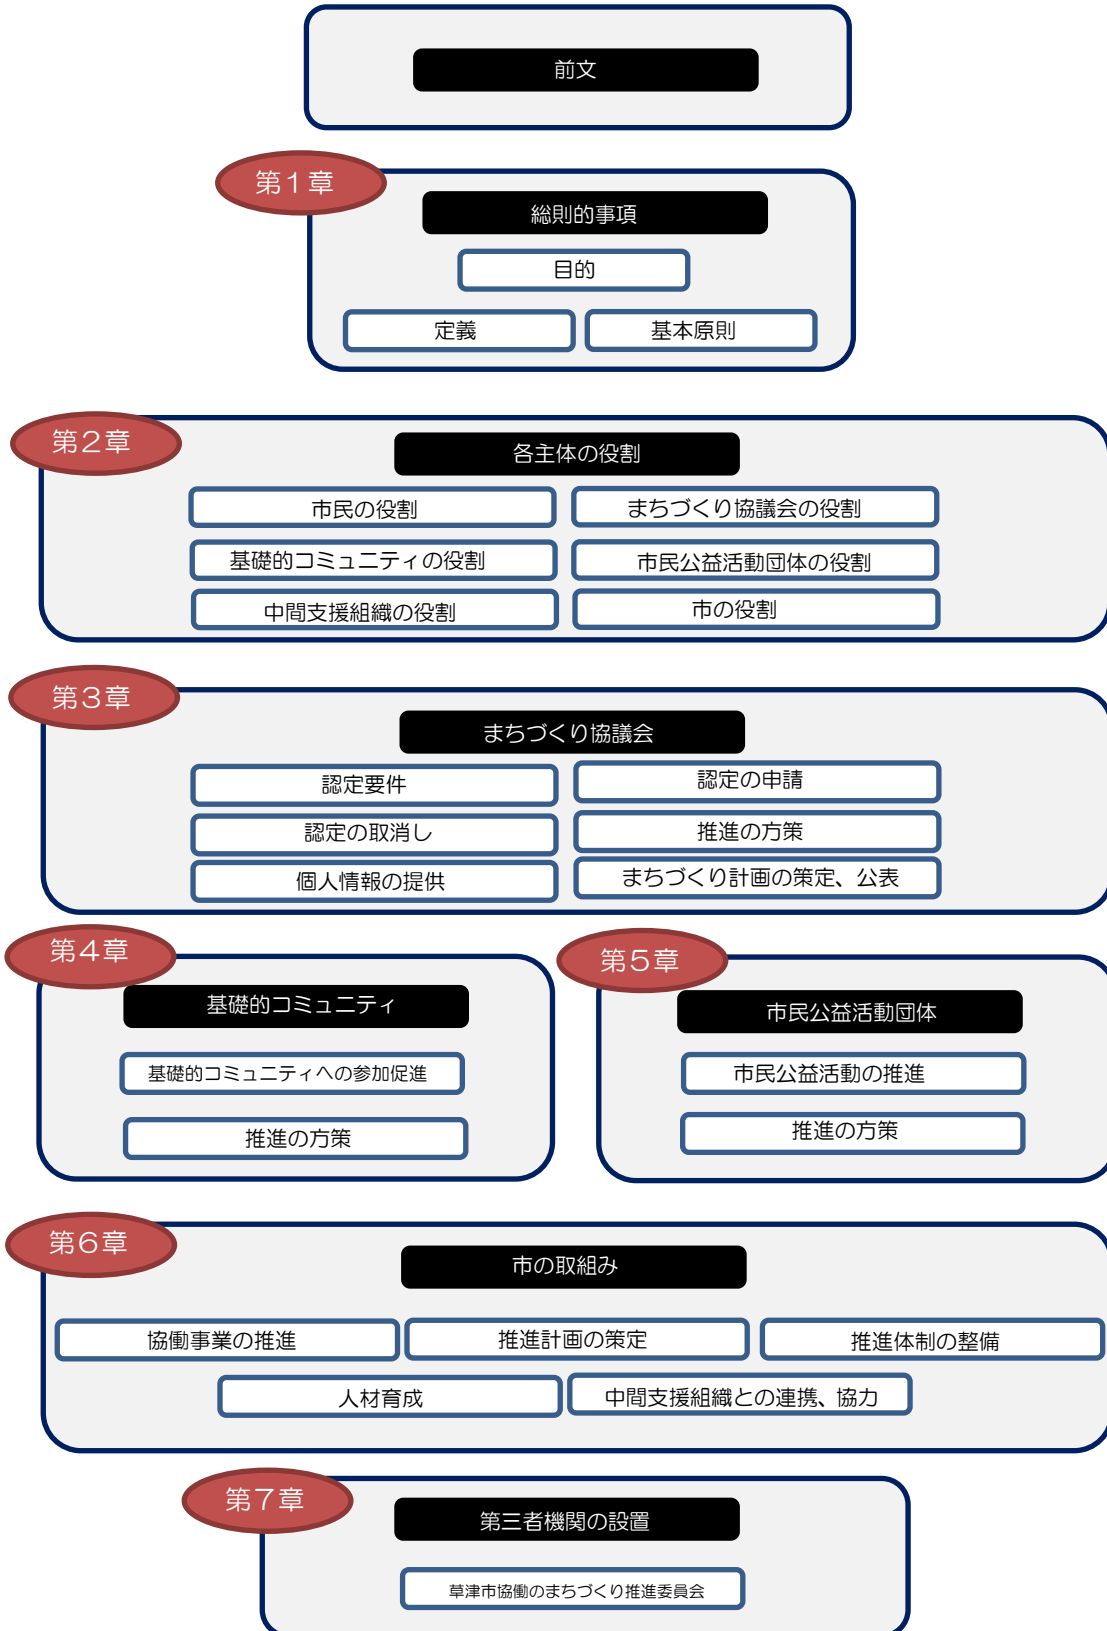 前文
第１章
総則的事項
目的
定義
基本原則
第２章
各主体の役割
市民の役割
まちづくり協議会の役割
基礎的コミュニティの役割
市民公益活動団体の役割
中間支援組織の役割
市の役割
第３章
まちづくり協議会
認定要件
認定の申請
認定の取消し
推進の方策
個人情報の提供
まちづくり計画の策定、公表
第４章
基礎的コミュニティ
基礎的コミュニティへの参加促進
推進の方策
第５章
市民公益活動団体
市民公益活動の推進
推進の方策
第６章
市の取組み
協働事業の推進
推進計画の策定
推進体制の整備
人材育成
中間支援組織との連携、協力
第７章
第三者機関の設置
草津市協働のまちづくり推進委員会